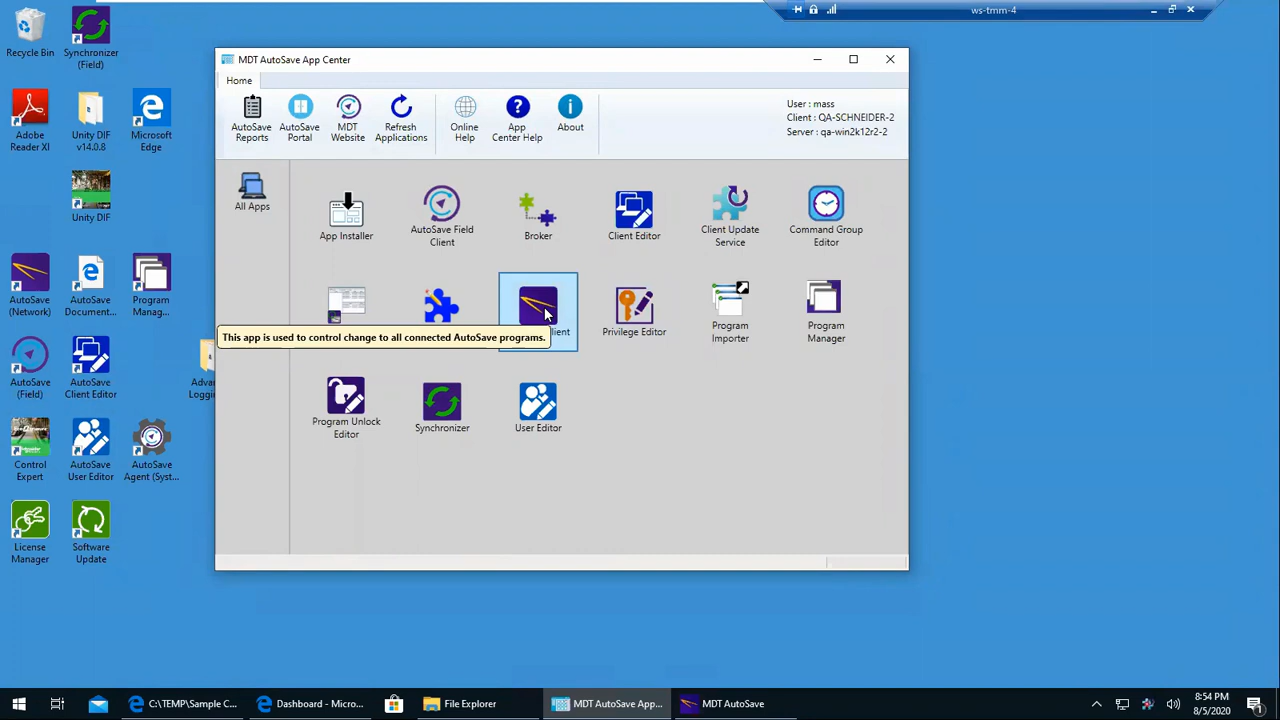 ws-tmm-4
Recycle Bin
Synchronizer
(Field)
Adobe
Reader XI
Unity DIF
v14.0.8
Microsoft
Edge
Unity DIF
AutoSave
(Network)
AutoSave
Document...
Program
Manag...
AutoSave
(Field)
AutoSave
Client Editor
Advan
Loggi
Control
Expert
AutoSave
User Editor
AutoSave
Agent (Syst...
License
Manager
Software
Update
MDT AutoSave App Center
Home
AutoSave
Reports
AutoSave
Portal
MDT
Website
Refresh
Applications
Online
Help
App
Center Help
About
User : mass
Client : QA-SCHNEIDER-2
Server : qa-win2k12r2-2
All Apps
App Installer
AutoSave Field
Client
Broker
Client Editor
Client Update
Service
Command Group
Editor
This app is used to control change to all connected AutoSave programs.
lient
Privilege Editor
Program
Importer
Program
Manager
Program Unlock
Editor
Synchronizer
User Editor
C:\TEMP\Sample C...
Dashboard - Micro...
File Explorer
MDT AutoSave App...
MDT AutoSave
8:54 PM
8/5/2020
1